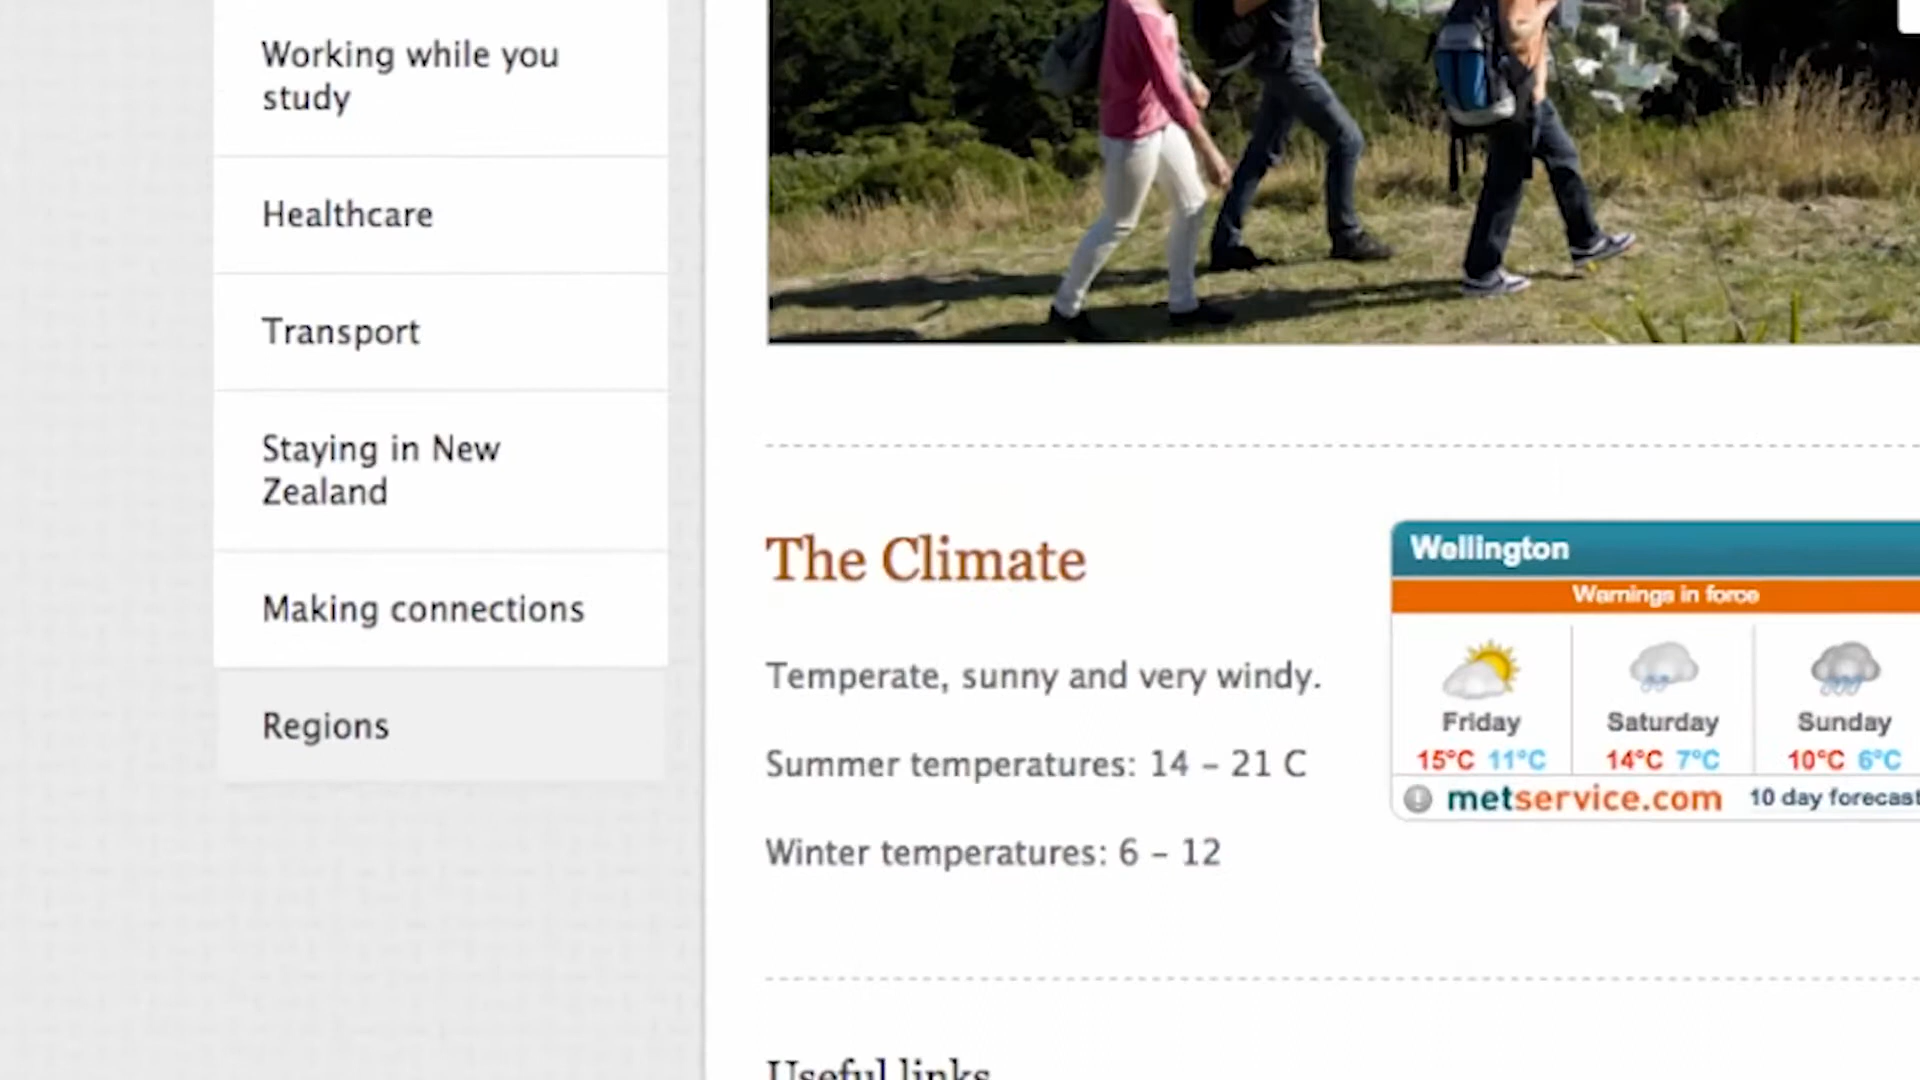 Working while you
study
Healthcare
Transport
Staying in New
Zealand
Making connections
Regions
The Climate
Temperate, sunny and very windy.
Summer temperatures: 14 – 21 C
Winter temperatures: 6 – 12
Wellington
Warnings in force
Friday
15°C 11°C
Saturday
14°C 7°C
Sunday
10°C 6°C
metservice.com
10 day forecast
Useful links